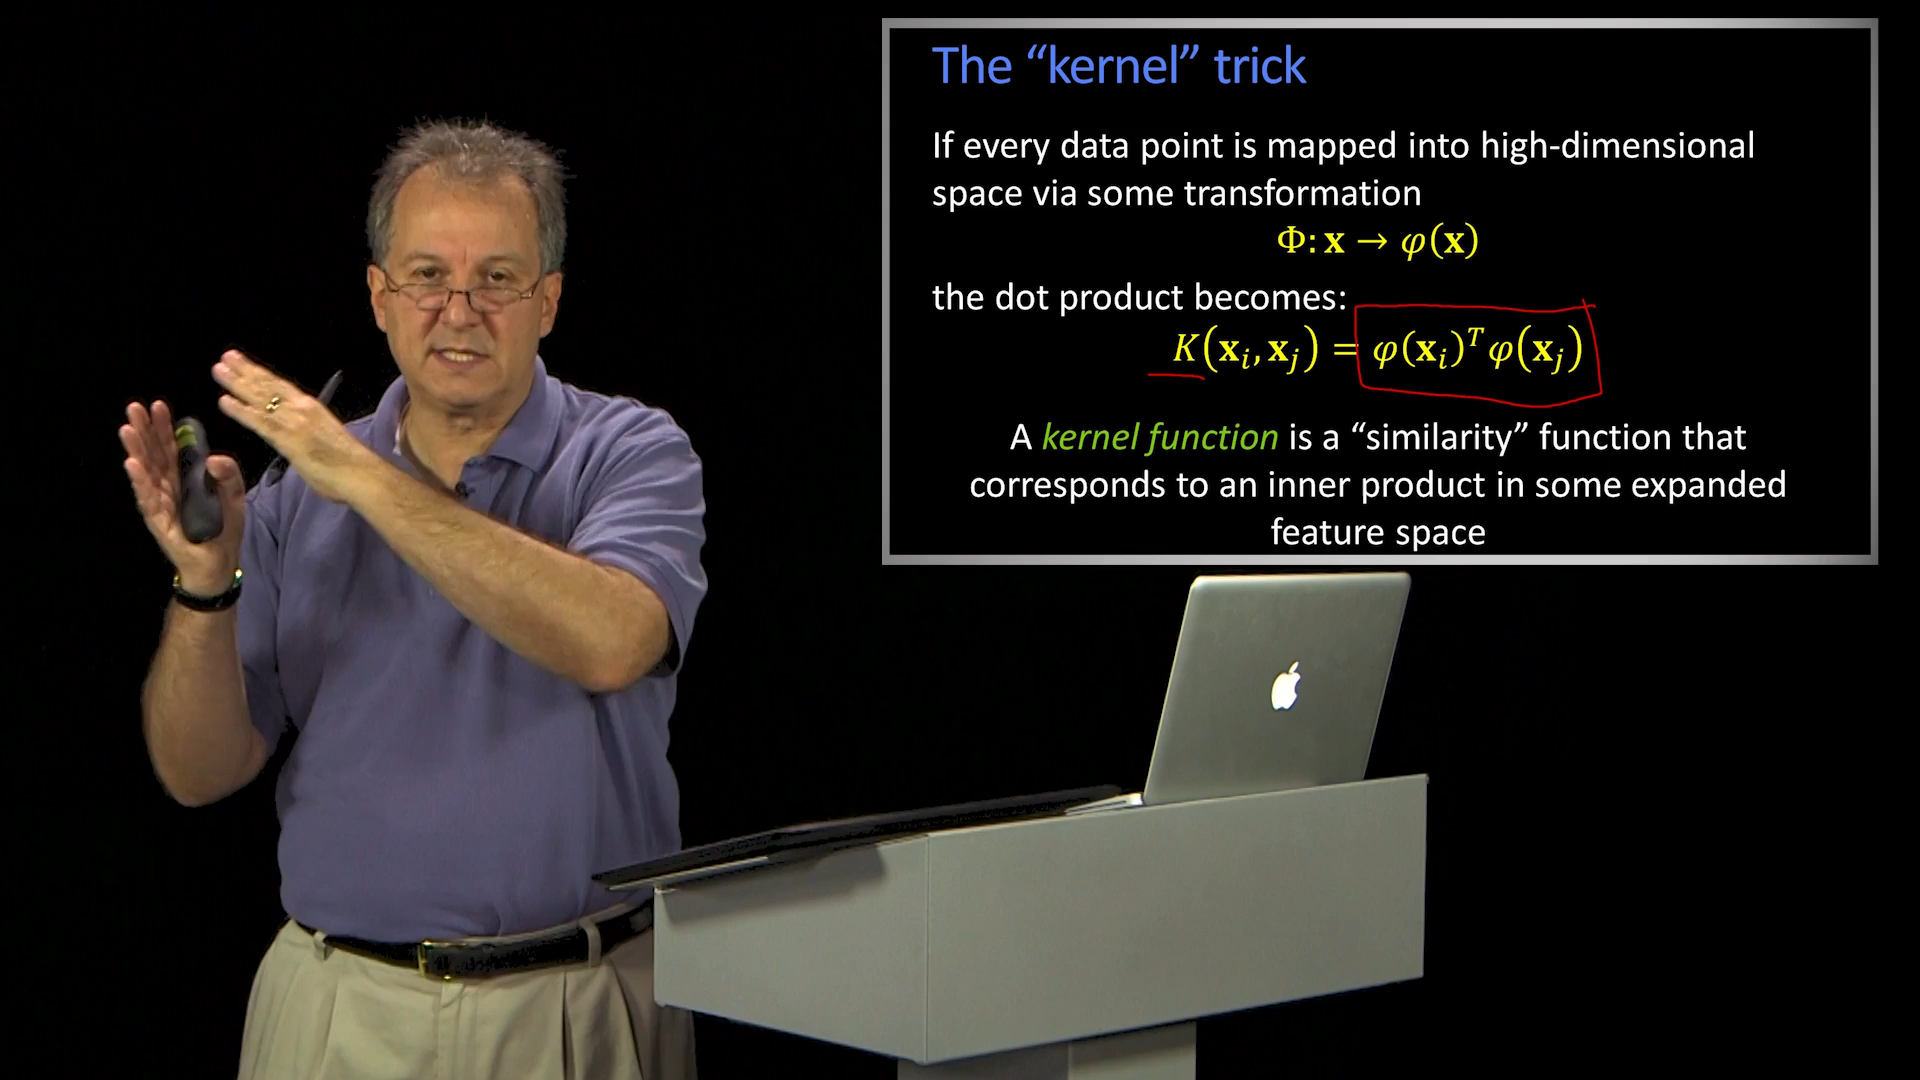 The “kernel” trick
If every data point is mapped into high-dimensional
space via some transformation
Φ: x → φ(x)
the dot product becomes:
K(xᵢ, xⱼ) = φ(xᵢ)ᵀφ(xⱼ)
A kernel function is a “similarity” function that
corresponds to an inner product in some expanded
feature space